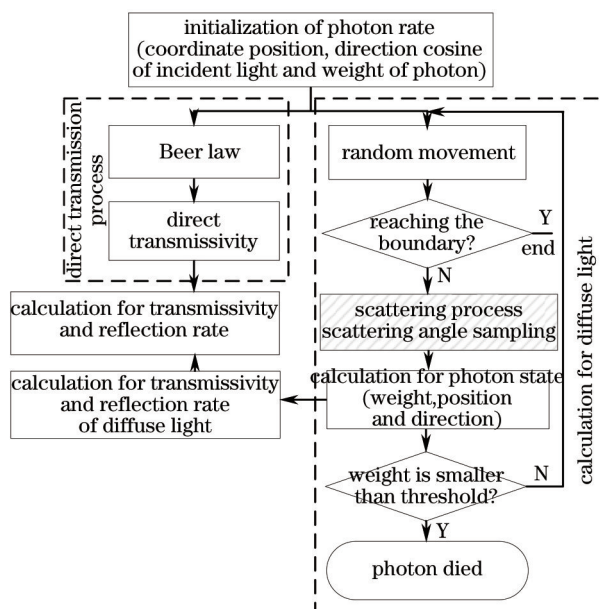 initialization of photon rate
(coordinate position, direction cosine
of incident light and weight of photon)
direct transmission
process
Beer law
direct
transmissivity
calculation for transmissivity
and reflection rate
calculation for transmissivity
and reflection rate
of diffuse light
random movement
reaching the
boundary?
Y
end
N
scattering process
scattering angle sampling
calculation for photon state
(weight,position
and direction)
weight is smaller
than threshold?
N
Y
photon died
calculation for diffuse light